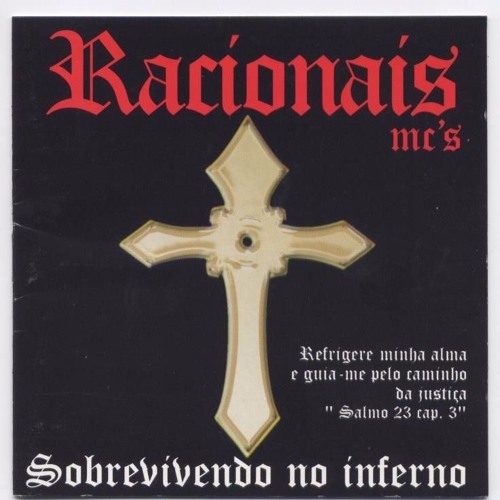 Racionais
mc's
Refrigere minha alma
e guia-me pelo caminho
da justiça
" Salmo 23 cap. 3"
Sobrevivendo no inferno